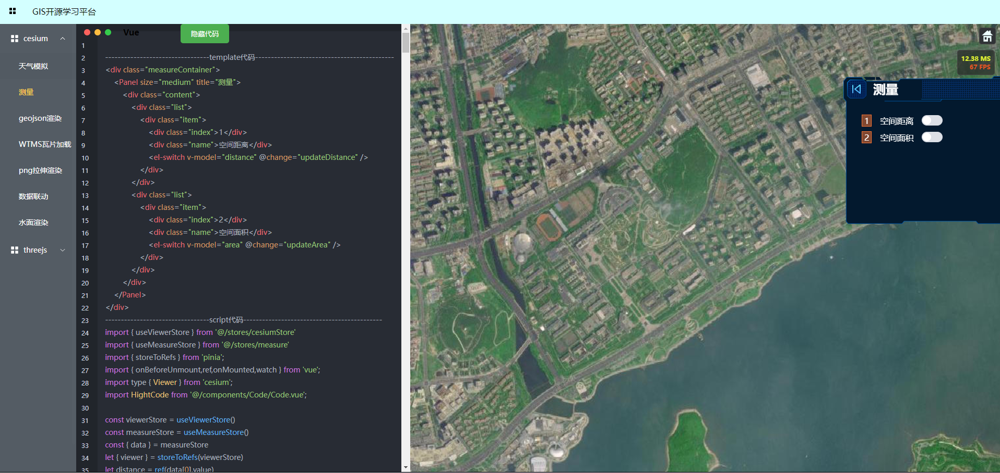 GIS开源学习平台
cesium
天气模拟
测量
geojson渲染
WTMS瓦片加载
png拉伸渲染
数据联动
水面渲染
threejs
Vue
隐藏代码
1
2 ---------------------------------template代码--------------------------------------------
3 <div class="measureContainer">
4 <Panel size="medium" title="测量">
5 <div class="content">
6 <div class="list">
7 <div class="item">
8 <div class="index">1</div>
9 <div class="name">空间距离</div>
10 <el-switch v-model="distance" @change="updateDistance" />
11 </div>
12 </div>
13 <div class="list">
14 <div class="item">
15 <div class="index">2</div>
16 <div class="name">空间面积</div>
17 <el-switch v-model="area" @change="updateArea" />
18 </div>
19 </div>
20 </div>
21 </Panel>
22 </div>
23 ---------------------------------script代码--------------------------------------------
24 import { useViewerStore } from '@/stores/cesiumStore'
25 import { useMeasureStore } from '@/stores/measure'
26 import { storeToRefs } from 'pinia';
27 import { onBeforeUnmount,ref,onMounted,watch } from 'vue';
28 import type { Viewer } from 'cesium';
29 import HightCode from '@/components/Code/Code.vue';
30
31 const viewerStore = useViewerStore()
32 const measureStore = useMeasureStore()
33 const { data } = measureStore
34 let { viewer } = storeToRefs(viewerStore)
35 let distance = ref(data[0].value)
12.38 MS
67 FPS
测量
1 空间距离
2 空间面积